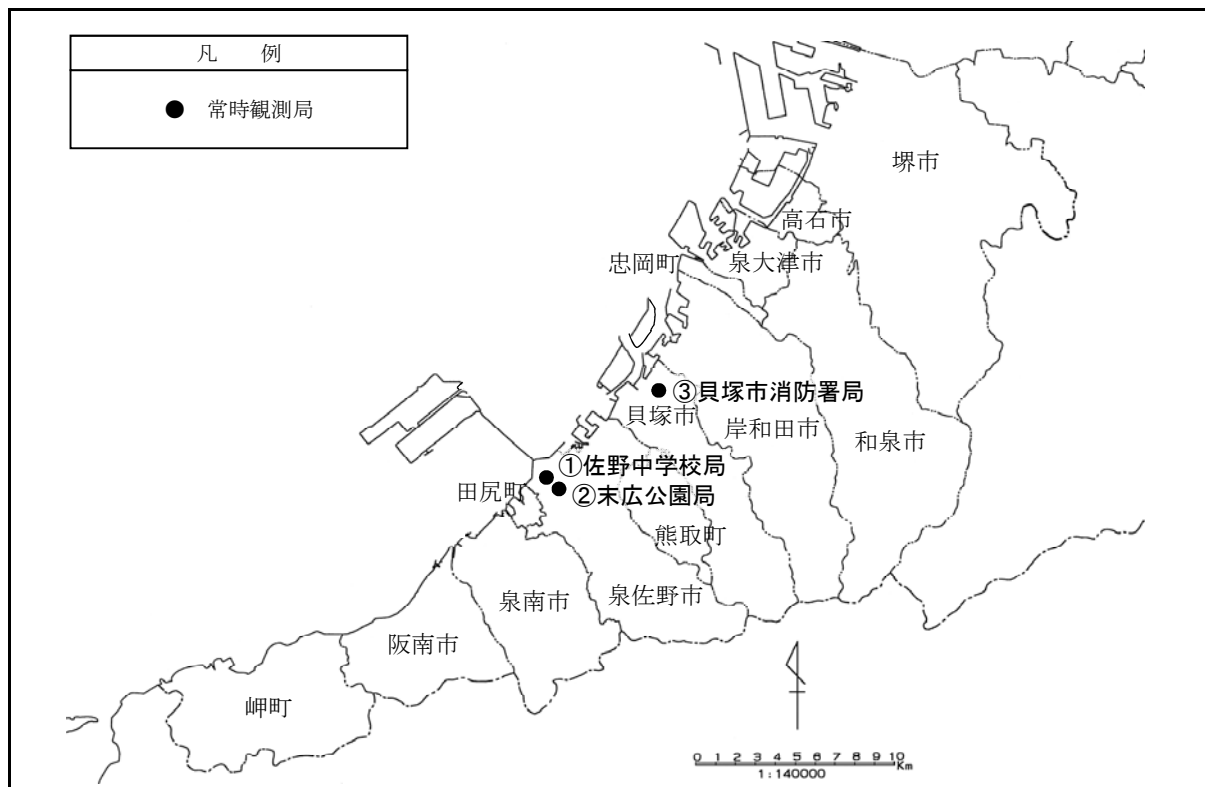 凡　例
常時観測局
堺市
高石市
泉大津市
忠岡町
③貝塚市消防署局
貝塚市
岸和田市
和泉市
①佐野中学校局
田尻町
②末広公園局
熊取町
泉南市
泉佐野市
阪南市
岬町
0 1 2 3 4 5 6 7 8 9 10
Km
1:140000